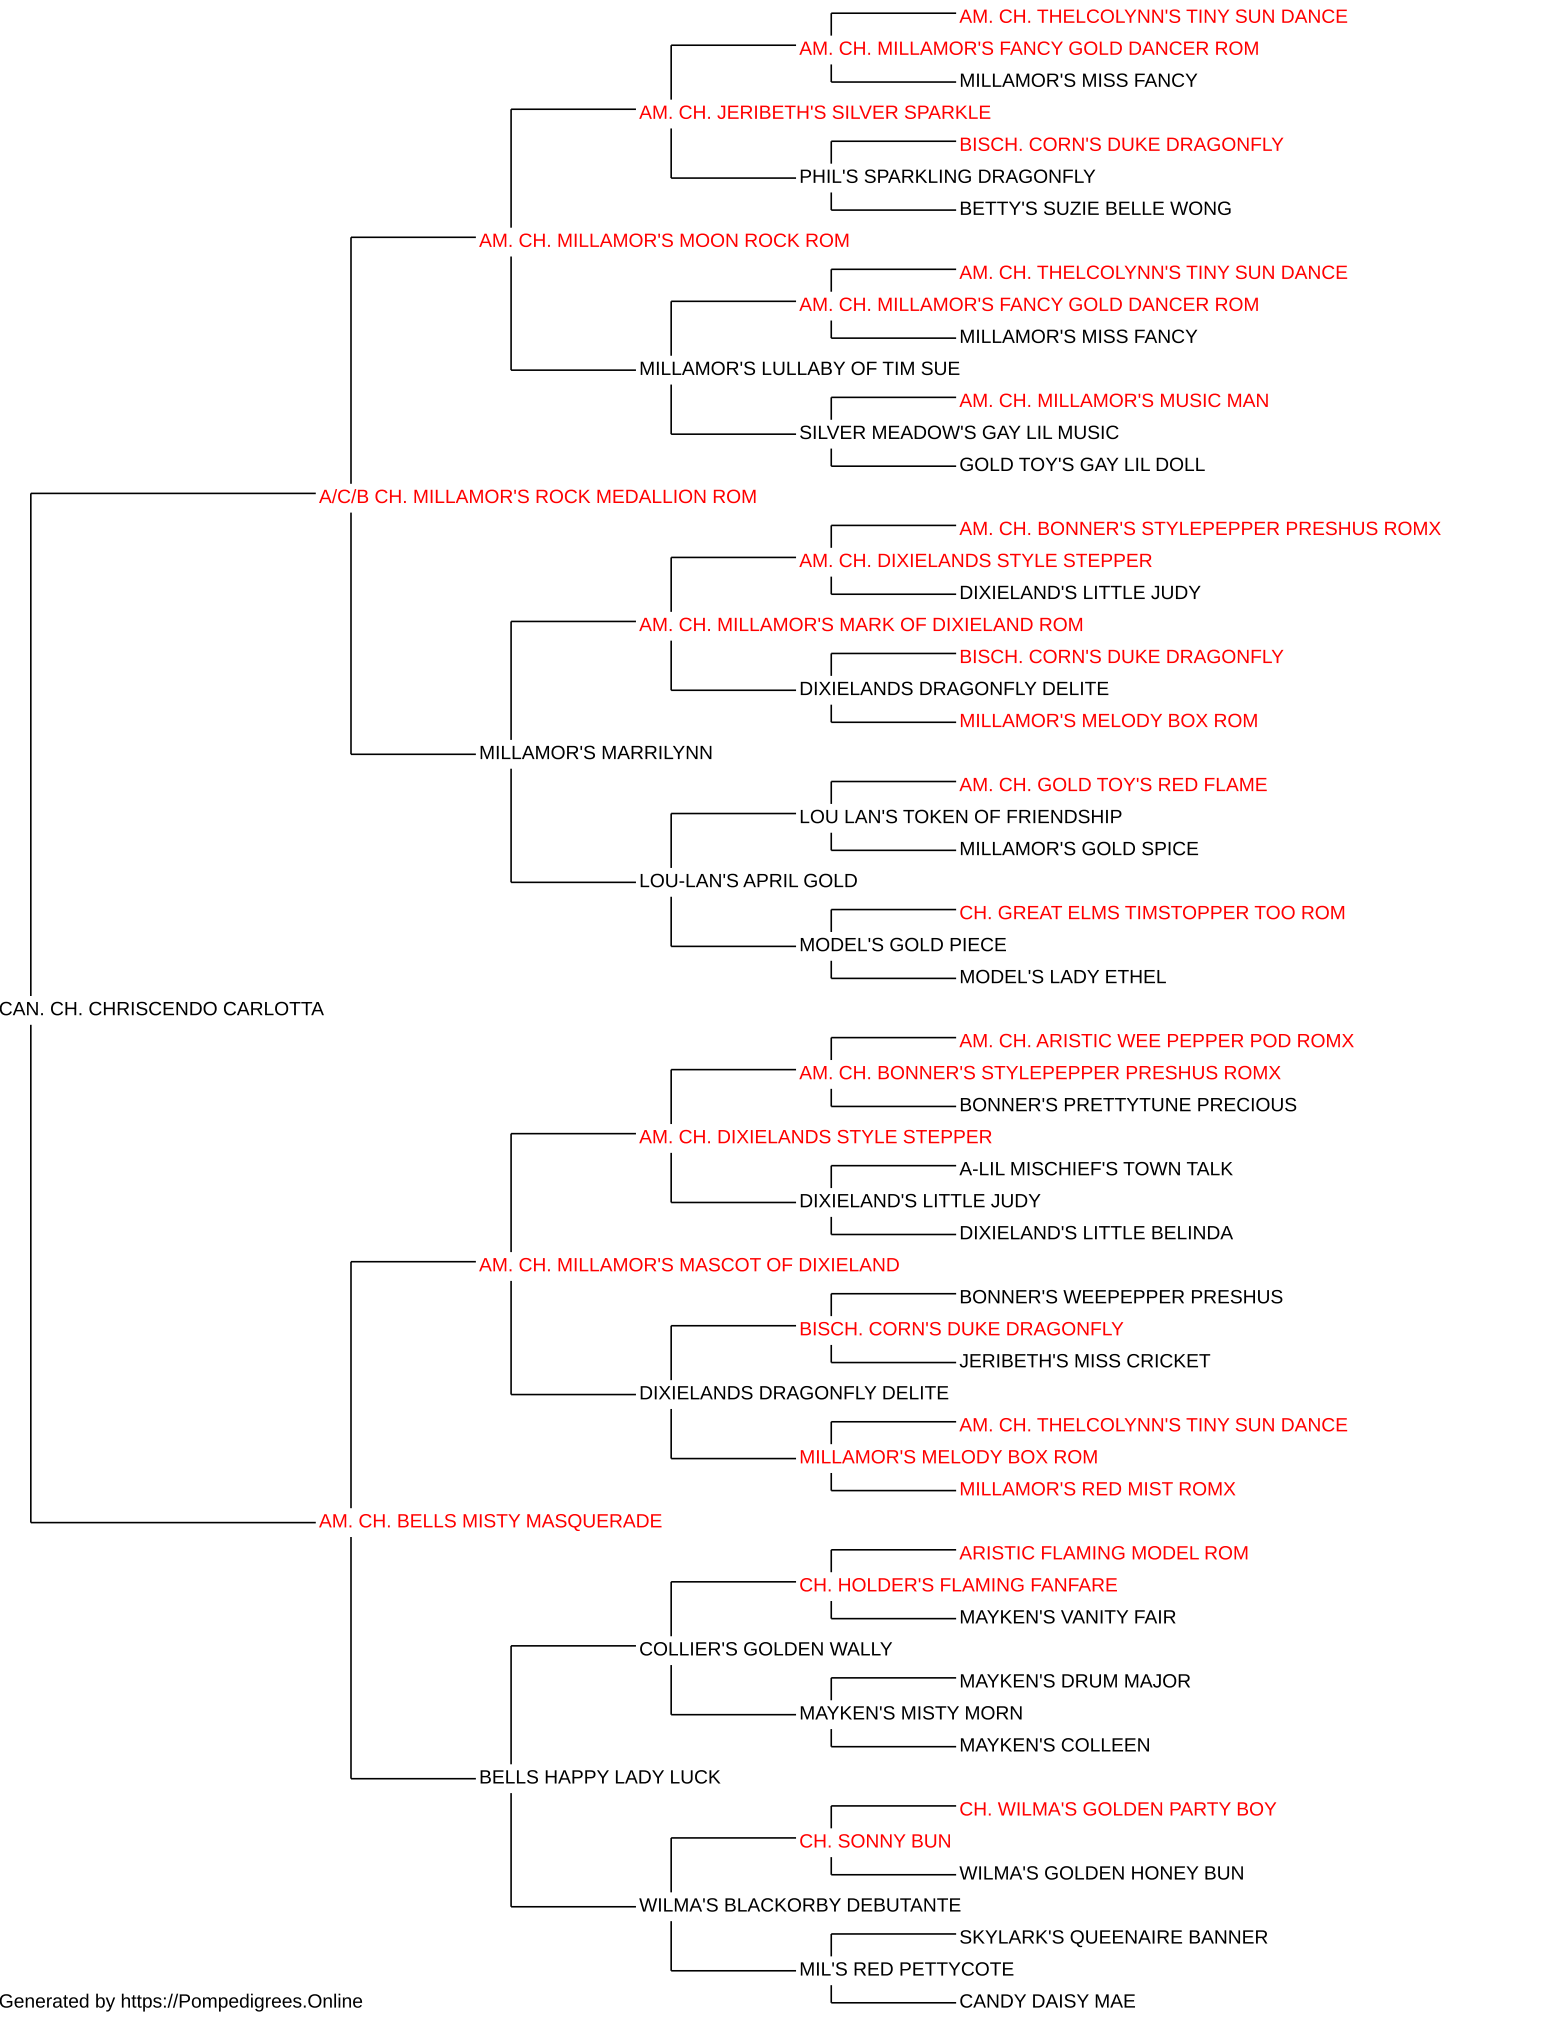 AM. CH. THELCOLYNN'S TINY SUN DANCE
AM. CH. MILLAMOR'S FANCY GOLD DANCER ROM
MILLAMOR'S MISS FANCY
AM. CH. JERIBETH'S SILVER SPARKLE
BISCH. CORN'S DUKE DRAGONFLY
PHIL'S SPARKLING DRAGONFLY
BETTY'S SUZIE BELLE WONG
AM. CH. MILLAMOR'S MOON ROCK ROM
AM. CH. THELCOLYNN'S TINY SUN DANCE
AM. CH. MILLAMOR'S FANCY GOLD DANCER ROM
MILLAMOR'S MISS FANCY
MILLAMOR'S LULLABY OF TIM SUE
AM. CH. MILLAMOR'S MUSIC MAN
SILVER MEADOW'S GAY LIL MUSIC
GOLD TOY'S GAY LIL DOLL
A/C/B CH. MILLAMOR'S ROCK MEDALLION ROM
AM. CH. BONNER'S STYLEPEPPER PRESHUS ROMX
AM. CH. DIXIELANDS STYLE STEPPER
DIXIELAND'S LITTLE JUDY
AM. CH. MILLAMOR'S MARK OF DIXIELAND ROM
BISCH. CORN'S DUKE DRAGONFLY
DIXIELANDS DRAGONFLY DELITE
MILLAMOR'S MELODY BOX ROM
MILLAMOR'S MARRILYNN
AM. CH. GOLD TOY'S RED FLAME
LOU LAN'S TOKEN OF FRIENDSHIP
MILLAMOR'S GOLD SPICE
LOU-LAN'S APRIL GOLD
CH. GREAT ELMS TIMSTOPPER TOO ROM
MODEL'S GOLD PIECE
MODEL'S LADY ETHEL
CAN. CH. CHRISCENDO CARLOTTA
AM. CH. ARISTIC WEE PEPPER POD ROMX
AM. CH. BONNER'S STYLEPEPPER PRESHUS ROMX
BONNER'S PRETTYTUNE PRECIOUS
AM. CH. DIXIELANDS STYLE STEPPER
A-LIL MISCHIEF'S TOWN TALK
DIXIELAND'S LITTLE JUDY
DIXIELAND'S LITTLE BELINDA
AM. CH. MILLAMOR'S MASCOT OF DIXIELAND
BONNER'S WEEPEPPER PRESHUS
BISCH. CORN'S DUKE DRAGONFLY
JERIBETH'S MISS CRICKET
DIXIELANDS DRAGONFLY DELITE
AM. CH. THELCOLYNN'S TINY SUN DANCE
MILLAMOR'S MELODY BOX ROM
MILLAMOR'S RED MIST ROMX
AM. CH. BELLS MISTY MASQUERADE
ARISTIC FLAMING MODEL ROM
CH. HOLDER'S FLAMING FANFARE
MAYKEN'S VANITY FAIR
COLLIER'S GOLDEN WALLY
MAYKEN'S DRUM MAJOR
MAYKEN'S MISTY MORN
MAYKEN'S COLLEEN
BELLS HAPPY LADY LUCK
CH. WILMA'S GOLDEN PARTY BOY
CH. SONNY BUN
WILMA'S GOLDEN HONEY BUN
WILMA'S BLACKORBY DEBUTANTE
SKYLARK'S QUEENAIRE BANNER
MIL'S RED PETTYCOTE
CANDY DAISY MAE
Generated by https://Pompedigrees.Online